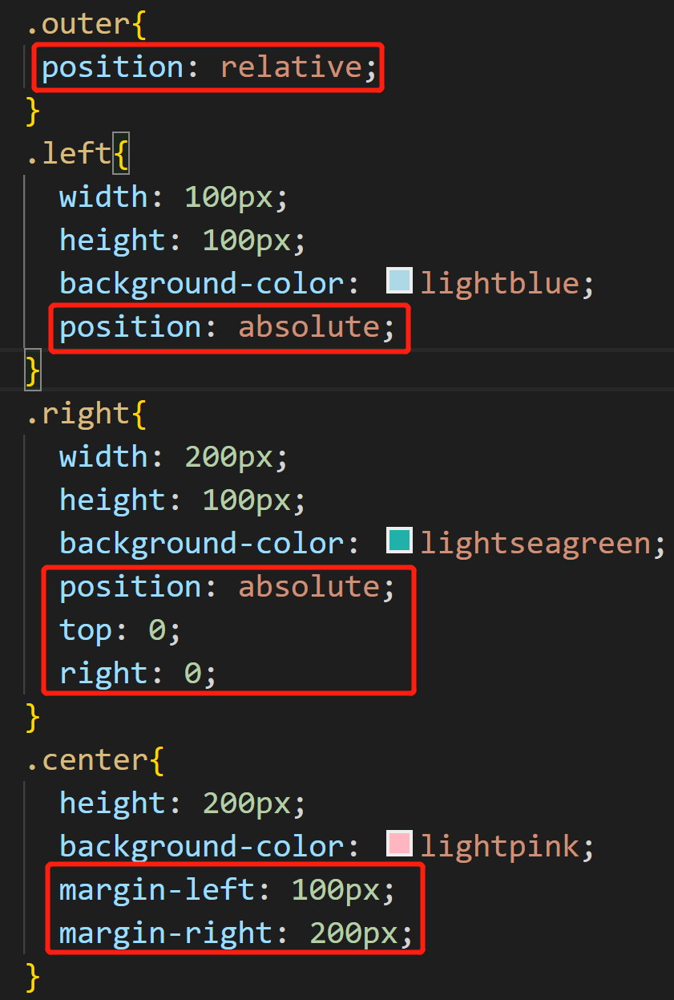 .outer{
position: relative;
}
.left{
width: 100px;
height: 100px;
background-color: lightblue;
position: absolute;
}
.right{
width: 200px;
height: 100px;
background-color: lightseagreen;
position: absolute;
top: 0;
right: 0;
}
.center{
height: 200px;
background-color: lightpink;
margin-left: 100px;
margin-right: 200px;
}